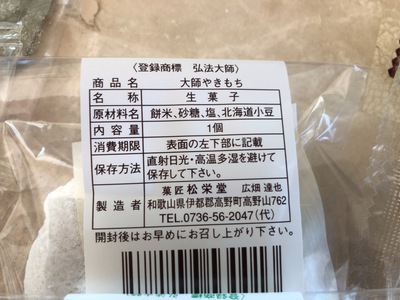 〈登録商標 弘法大師〉
商品名 大師やきもち
名称 生菓子
原材料名 餅米、砂糖、塩、北海道小豆
内容量 1個
消費期限 表面の左下部に記載
保存方法 直射日光・高温多湿を避けて
保存して下さい。
製造者 菓匠 松栄堂 広畑 達也
和歌山県伊都郡高野町高野山762
TEL.0736-56-2047(代)
開封後はお早めにお召し上がり下さい。